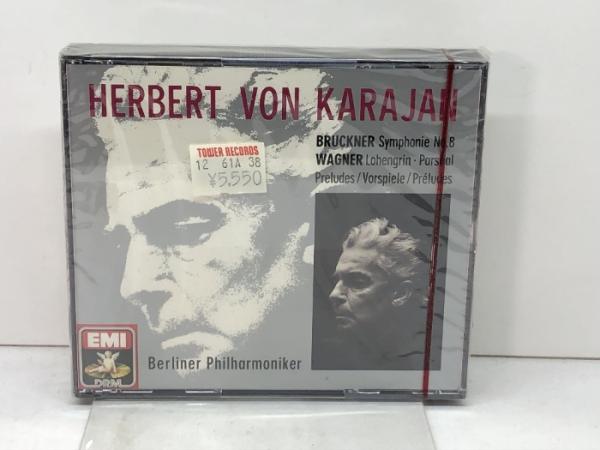 HERBERT VON KARAJAN
BRUCKNER Symphonie No.8
WAGNER Lohengrin · Parsifal
Preludes/Vorspiele/Préludes
TOWER RECORDS
12 61A 38
¥5,550
EMI
DRM
Berliner Philharmoniker